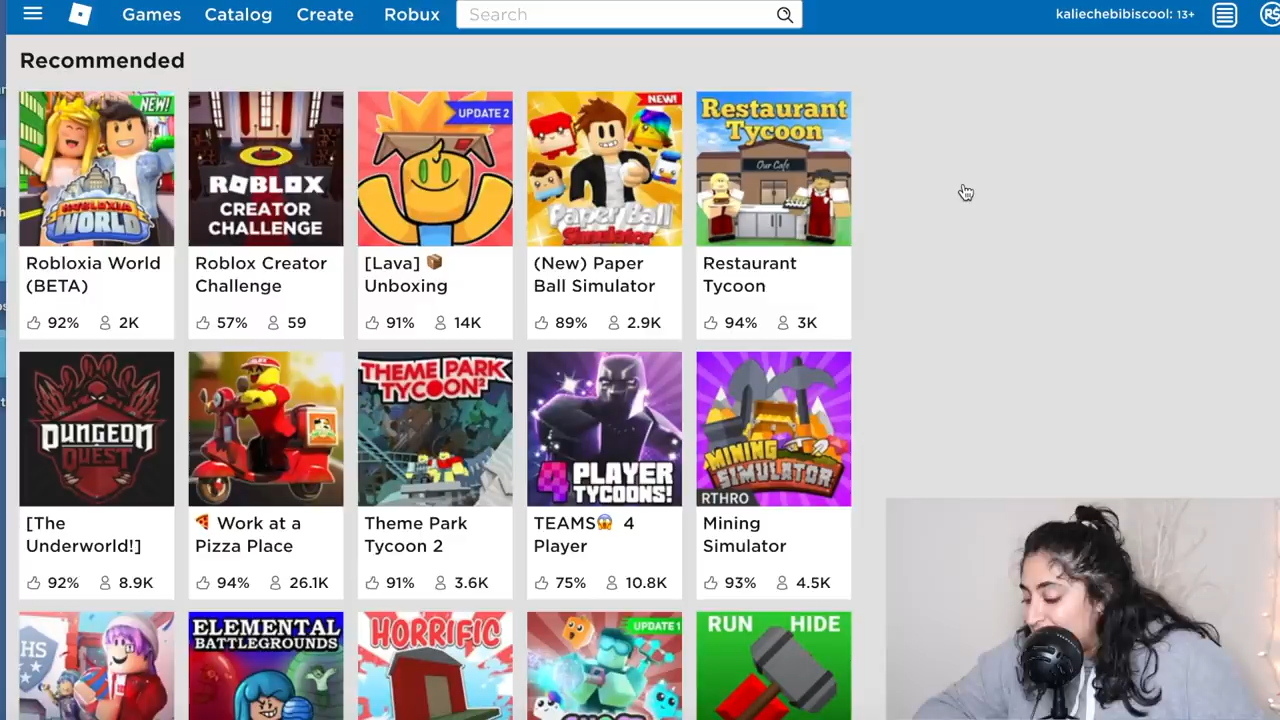 Games Catalog Create Robux Search kaliechebibiscool: 13+
Recommended
NEW!
ROBLOXIA
WORLD
Robloxia World
(BETA)
92% 2K
ROBLOX
CREATOR
CHALLENGE
Roblox Creator
Challenge
57% 59
UPDATE 2
[Lava] 📦
Unboxing
91% 14K
NEW!
Paper Ball
Simulator
(New) Paper
Ball Simulator
89% 2.9K
Restaurant
Tycoon
Our Cafe
Restaurant
Tycoon
94% 3K
DUNGEON
QUEST
[The
Underworld!]
92% 8.9K
🍕 Work at a
Pizza Place
94% 26.1K
THEME PARK
TYCOON 2
Theme Park
Tycoon 2
91% 3.6K
4 PLAYER
TYCOONS!
TEAMS😱 4
Player
75% 10.8K
MINING
SIMULATOR
RTHRO
Mining
Simulator
93% 4.5K
HS
ELEMENTAL
BATTLEGROUNDS
HORRIFIC
UPDATE 1
RUN HIDE